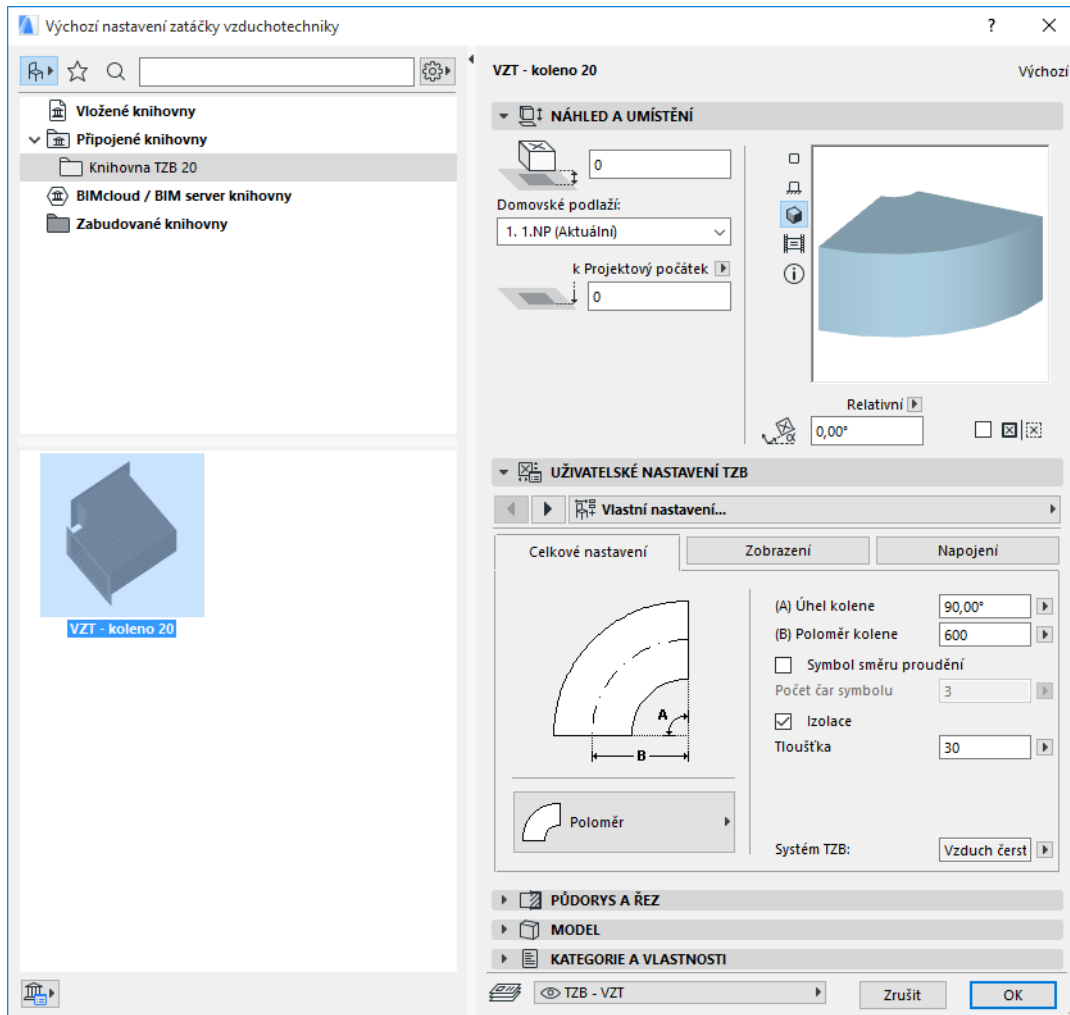 Výchozí nastavení zatáčky vzduchotechniky
?
Vložené knihovny
Připojené knihovny
Knihovna TZB 20
BIMcloud / BIM server knihovny
Zabudované knihovny
VZT - koleno 20
VZT - koleno 20
Výchozí
NÁHLED A UMÍSTĚNÍ
0
Domovské podlaží:
1. 1.NP (Aktuální)
k Projektový počátek
0
Relativní
α
0,00°
UŽIVATELSKÉ NASTAVENÍ TZB
Vlastní nastavení...
Celkové nastavení
Zobrazení
Napojení
A
B
Poloměr
(A) Úhel kolene
90,00°
(B) Poloměr kolene
600
Symbol směru proudění
Počet čar symbolu
3
Izolace
Tloušťka
30
Systém TZB:
Vzduch čerst
PŮDORYS A ŘEZ
MODEL
KATEGORIE A VLASTNOSTI
TZB - VZT
Zrušit
OK